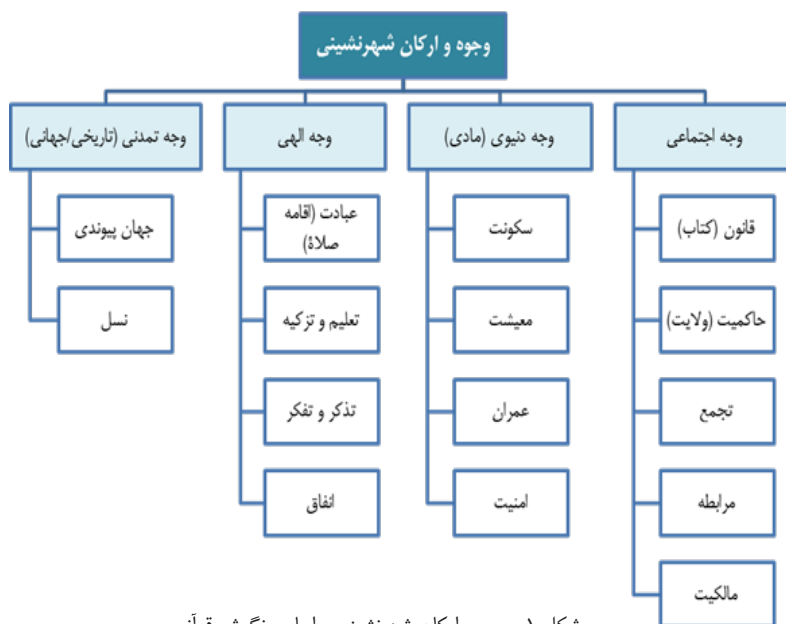 وجوه و ارکان شهرنشینی
وجه اجتماعی
قانون (کتاب)
حاکمیت (ولایت)
تجمع
مرابطه
مالکیت
وجه دنیوی (مادی)
سکونت
معیشت
عمران
امنیت
وجه الهی
عبادت (اقامه
صلاة)
تعلیم و تزکیه
تذکر و تفکر
انفاق
وجه تمدنی (تاریخی/جهانی)
جهان پیوندی
نسل